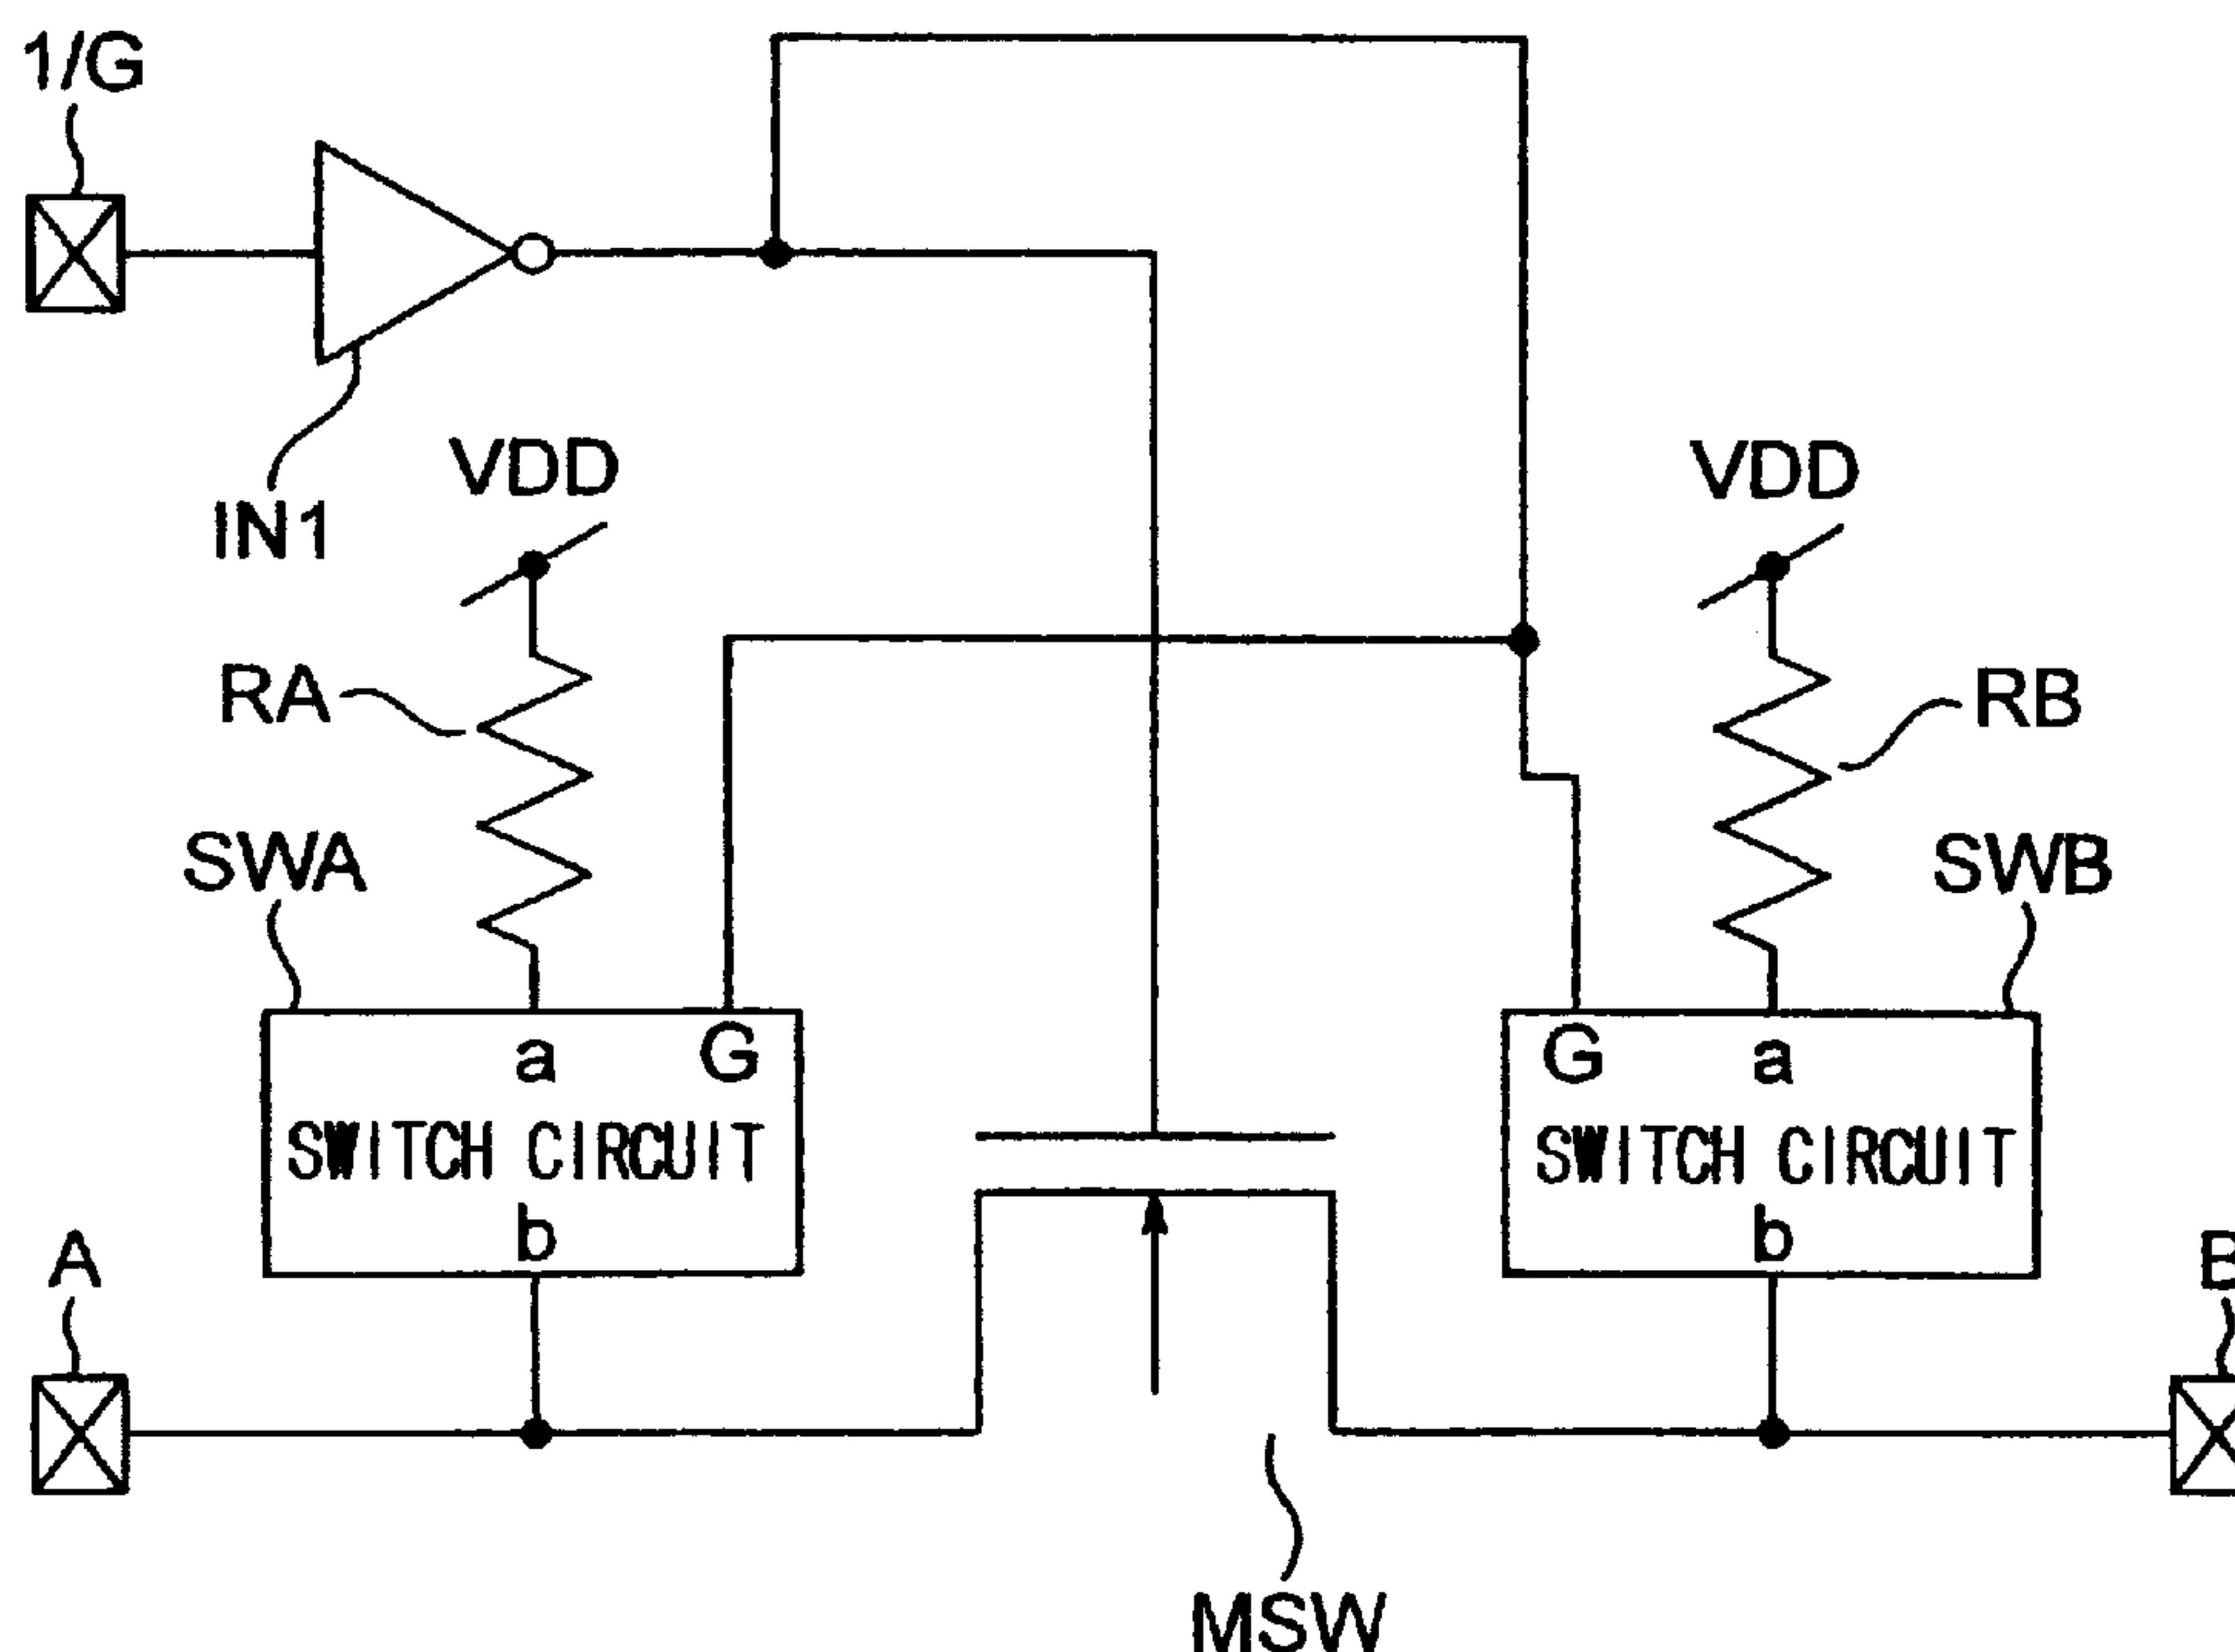 1/G
IN1
VDD
VDD
RA
RB
SWA
SWB
a G
G a
SWITCH CIRCUIT
SWITCH CIRCUIT
b
b
A
B
MSW